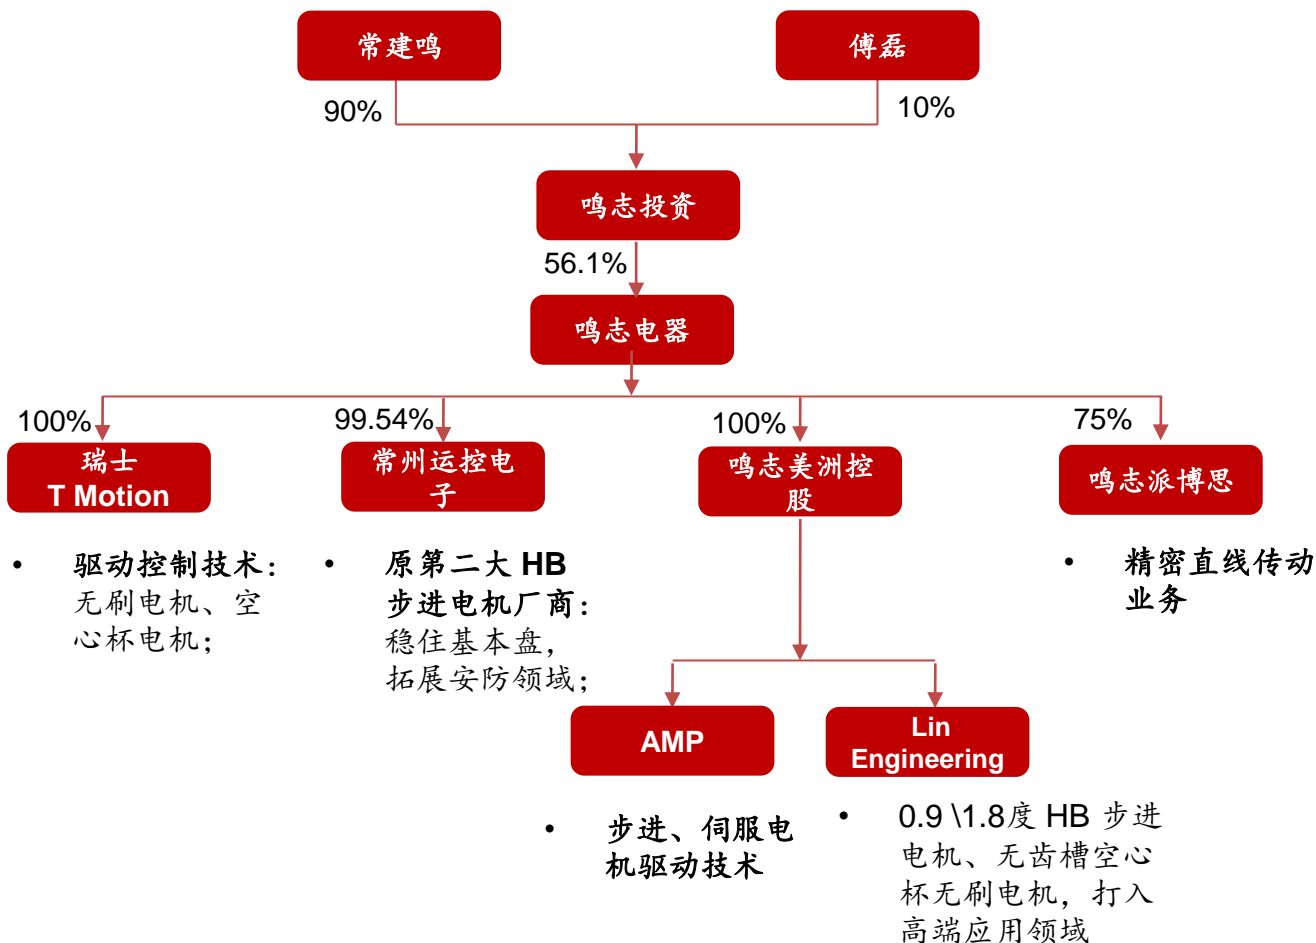 常建鸣
傅磊
90%
10%
鸣志投资
56.1%
鸣志电器
100%
99.54%
100%
75%
瑞士
T Motion
常州运控电
子
鸣志美洲控
股
鸣志派博思
• 驱动控制技术：
无刷电机、空
心杯电机；
• 原第二大 HB
步进电机厂商：
稳住基本盘，
拓展安防领域；
• 精密直线传动
业务
AMP
Lin
Engineering
• 步进、伺服电
机驱动技术
• 0.9 \1.8度 HB 步进
电机、无齿槽空心
杯无刷电机，打入
高端应用领域